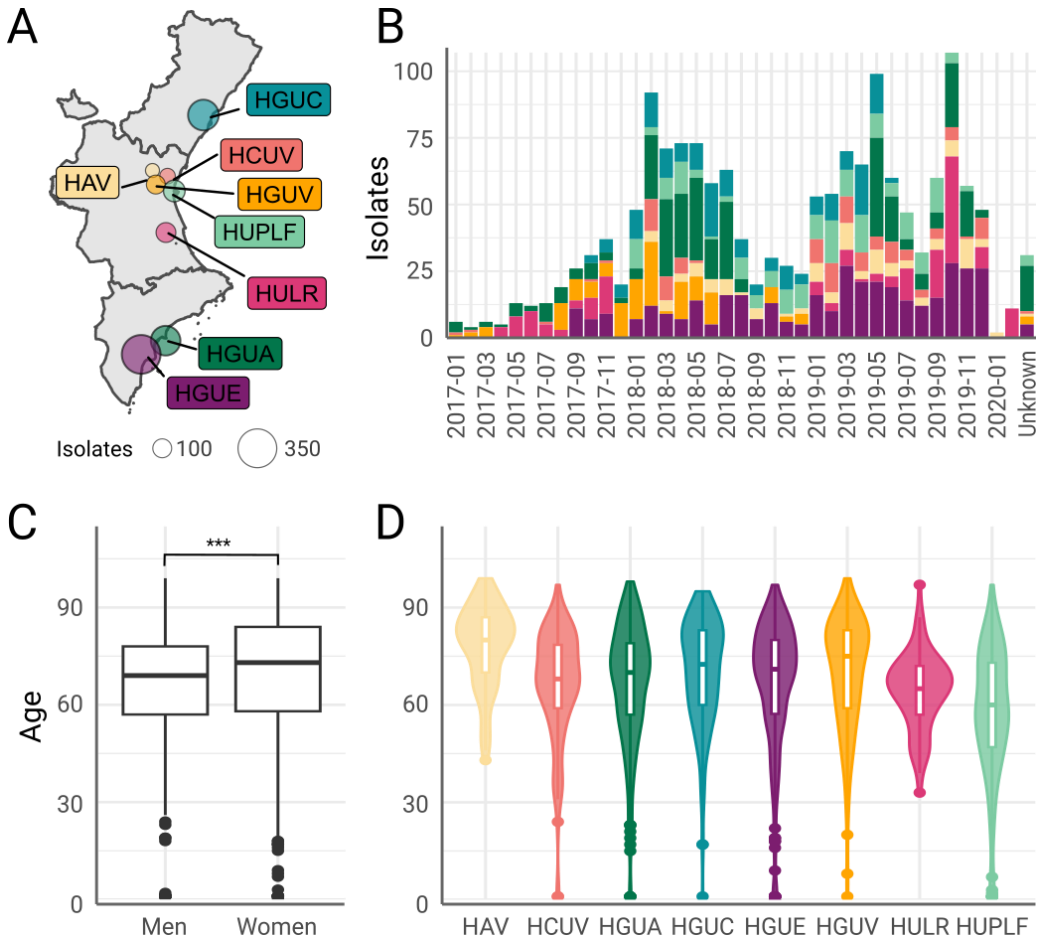 A
HGUC
HCUV
HAV
HGUV
HUPLF
HULR
HGUA
HGUE
Isolates 100 350
B
Isolates
100
75
50
25
0
2017-01
2017-03
2017-05
2017-07
2017-09
2017-11
2018-01
2018-03
2018-05
2018-07
2018-09
2018-11
2019-01
2019-03
2019-05
2019-07
2019-09
2019-11
2020-01
Unknown
C
Age
***
90
60
30
0
Men Women
D
90
60
30
0
HAV HCUV HGUA HGUC HGUE HGUV HULR HUPLF